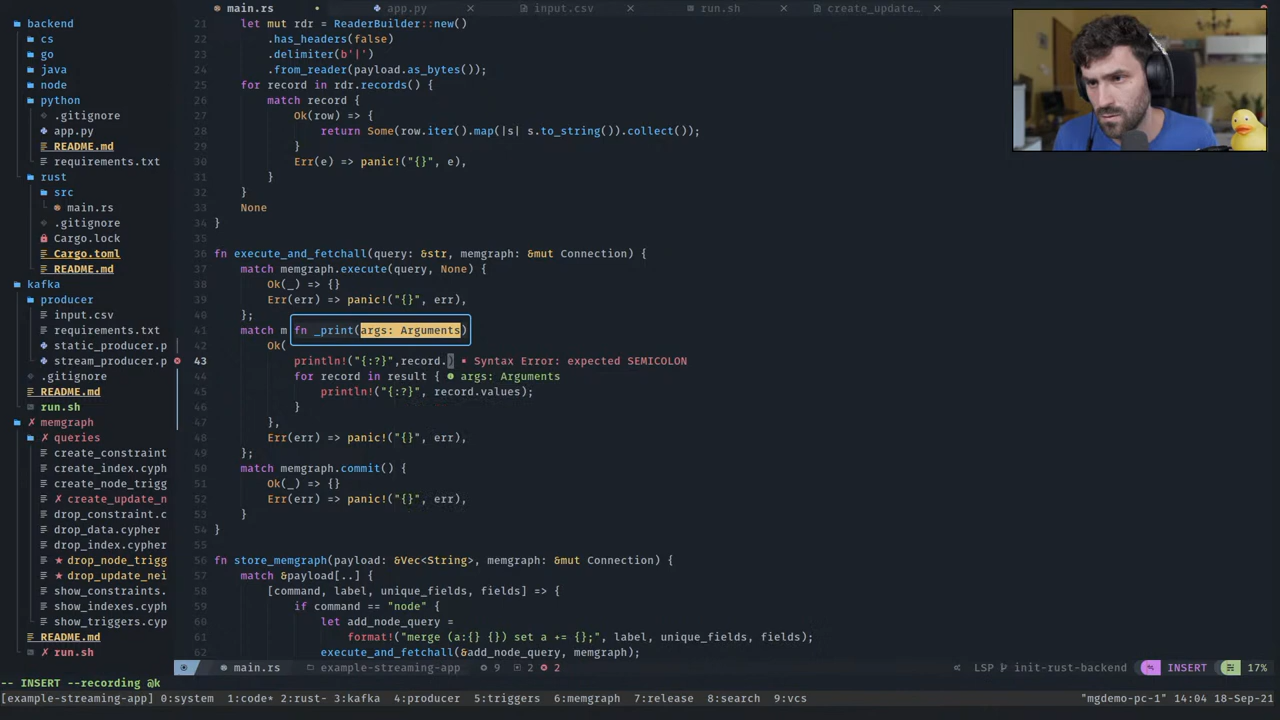 main.rs app.py × input.csv × run.sh × create_update… ×
backend
cs
go
java
node
python
.gitignore
app.py
README.md
requirements.txt
rust
src
main.rs
.gitignore
Cargo.lock
Cargo.toml
README.md
kafka
producer
input.csv
requirements.txt
static_producer.p
stream_producer.p
.gitignore
README.md
run.sh
✗ memgraph
✗ queries
create_constraint
create_index.cyph
create_node_trigg
✗ create_update_n
drop_constraint.c
drop_data.cypher
drop_index.cypher
★ drop_node_trigg
★ drop_update_nei
show_constraints.
show_indexes.cyph
show_triggers.cyp
README.md
✗ run.sh
21 let mut rdr = ReaderBuilder::new()
22 .has_headers(false)
23 .delimiter(b'|')
24 .from_reader(payload.as_bytes());
25 for record in rdr.records() {
26 match record {
27 Ok(row) => {
28 return Some(row.iter().map(|s| s.to_string()).collect());
29 }
30 Err(e) => panic!("{}", e),
31 }
32 }
33 None
34 }
35
36 fn execute_and_fetchall(query: &str, memgraph: &mut Connection) {
37 match memgraph.execute(query, None) {
38 Ok(_) => {}
39 Err(err) => panic!("{}", err),
40 };
41 match m fn _print(args: Arguments)
42 Ok(
43 println!("{:?}",record.) ▪ Syntax Error: expected SEMICOLON
44 for record in result { args: Arguments
45 println!("{:?}", record.values);
46 }
47 },
48 Err(err) => panic!("{}", err),
49 };
50 match memgraph.commit() {
51 Ok(_) => {}
52 Err(err) => panic!("{}", err),
53 }
54 }
55
56 fn store_memgraph(payload: &Vec<String>, memgraph: &mut Connection) {
57 match &payload[..] {
58 [command, label, unique_fields, fields] => {
59 if command == "node" {
60 let add_node_query =
61 format!("merge (a:{} {}) set a += {};", label, unique_fields, fields);
62 execute_and_fetchall(&add_node_query, memgraph);
main.rs example-streaming-app 9 2 2 « LSP init-rust-backend INSERT 17%
-- INSERT --recording @k
[example-streaming-app] 0:system/ 1:code* 2:rust- 3:kafka/ 4:producer/ 5:triggers/ 6:memgraph/ 7:release/ 8:search/ 9:vcs "mgdemo-pc-1" 14:04 18-Sep-21